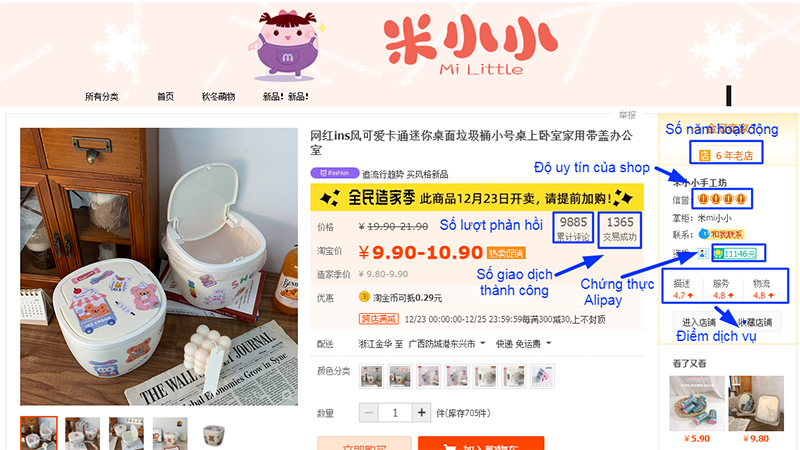 米小小
Mi Little
m
所有分类 首页 秋冬萌物 新品！新品！
举报
网红ins风可爱卡通迷你桌面垃圾桶小号桌上卧室家用带盖办公室
iFashion 追流行趋势 买风格新品
全民造家季 此商品12月23日开卖，请提前加购！
价格 ¥ 19.90-21.90
淘宝价 ¥ 9.90-10.90 热卖促销
造家季价 ¥ 9.80-9.90
Số lượt phản hồi
9885
累计评论
1365
交易成功
Số giao dịch thành công
优惠 淘金币可抵0.29元
跨店满减 12/23 00:00:00-12/25 23:59:59每满300减30,上不封顶
配送 浙江金华 至 广西防城港东兴市 快递 免运费
颜色分类
数量 － 1 + 件(库存705件)
立即购买 加入购物车
THE WALL
Global Economies Grow in
Số năm hoạt động
店 6 年老店
Độ uy tín của shop
米小小手工坊
信誉：
掌柜： 米mi小小
联系： 和我联系
11146元
Chứng thực Alipay
描述 服务 物流
4.7 4.8 4.8
进入店铺 收藏店铺
Điểm dịch vụ
看了又看
¥ 5.90 ¥ 9.80